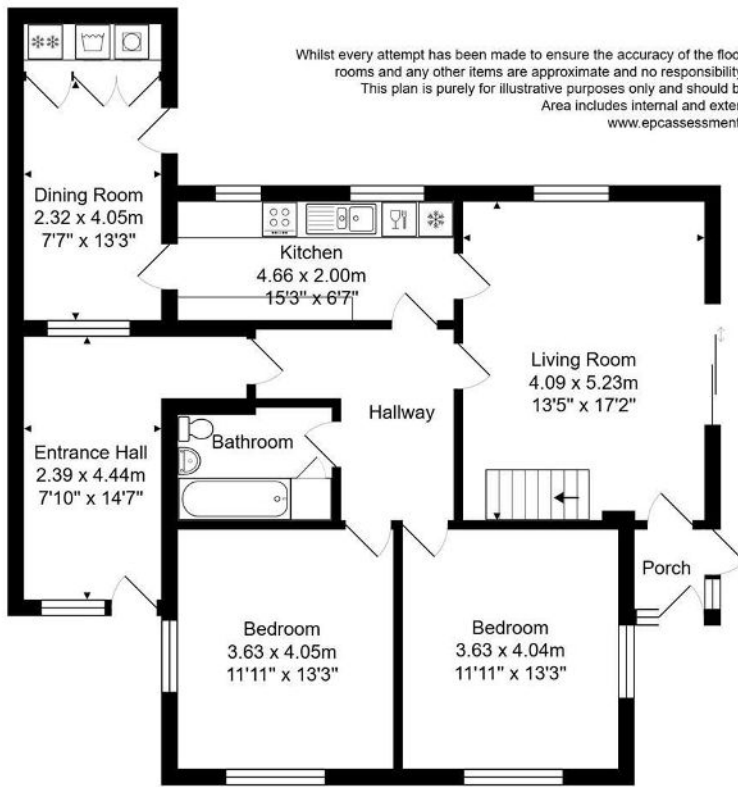 Whilst every attempt has been made to ensure the accuracy of the floo
rooms and any other items are approximate and no responsibility
This plan is purely for illustrative purposes only and should b
Area includes internal and exter
www.epcassessment
Dining Room
2.32 x 4.05m
7'7" x 13'3"
Kitchen
4.66 x 2.00m
15'3" x 6'7"
Living Room
4.09 x 5.23m
13'5" x 17'2"
Hallway
Bathroom
Entrance Hall
2.39 x 4.44m
7'10" x 14'7"
Porch
Bedroom
3.63 x 4.05m
11'11" x 13'3"
Bedroom
3.63 x 4.04m
11'11" x 13'3"